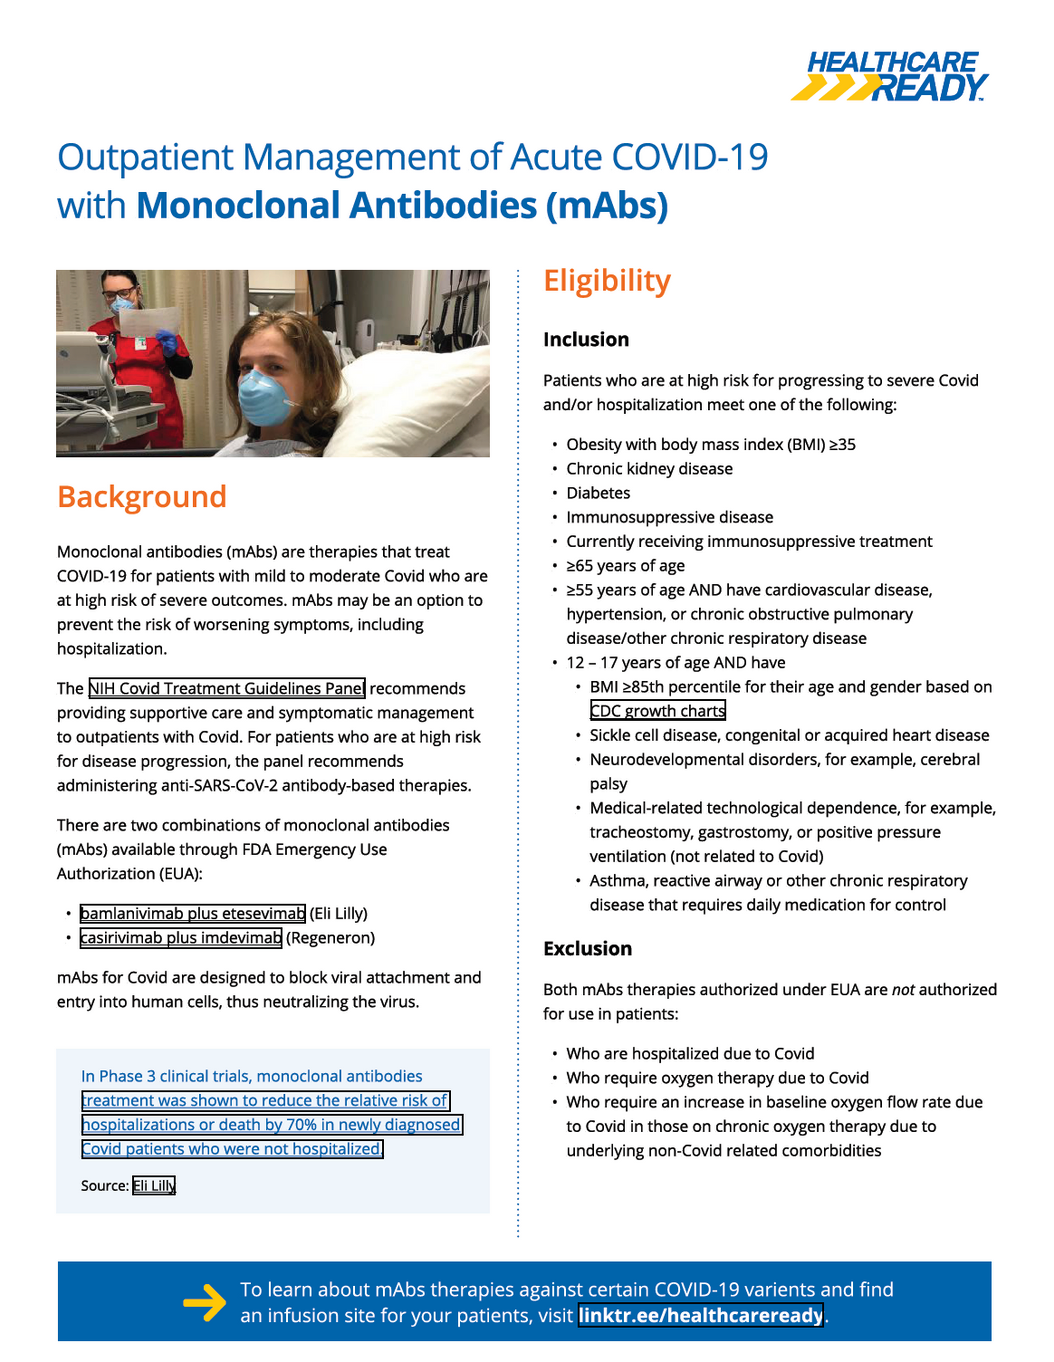 HEALTHCARE
READY™
Outpatient Management of Acute COVID-19
with Monoclonal Antibodies (mAbs)
Background
Monoclonal antibodies (mAbs) are therapies that treat
COVID-19 for patients with mild to moderate Covid who are
at high risk of severe outcomes. mAbs may be an option to
prevent the risk of worsening symptoms, including
hospitalization.
The NIH Covid Treatment Guidelines Panel recommends
providing supportive care and symptomatic management
to outpatients with Covid. For patients who are at high risk
for disease progression, the panel recommends
administering anti-SARS-CoV-2 antibody-based therapies.
There are two combinations of monoclonal antibodies
(mAbs) available through FDA Emergency Use
Authorization (EUA):
• bamlanivimab plus etesevimab (Eli Lilly)
• casirivimab plus imdevimab (Regeneron)
mAbs for Covid are designed to block viral attachment and
entry into human cells, thus neutralizing the virus.
In Phase 3 clinical trials, monoclonal antibodies
treatment was shown to reduce the relative risk of
hospitalizations or death by 70% in newly diagnosed
Covid patients who were not hospitalized.
Source: Eli Lilly
Eligibility
Inclusion
Patients who are at high risk for progressing to severe Covid
and/or hospitalization meet one of the following:
• Obesity with body mass index (BMI) ≥35
• Chronic kidney disease
• Diabetes
• Immunosuppressive disease
• Currently receiving immunosuppressive treatment
• ≥65 years of age
• ≥55 years of age AND have cardiovascular disease,
hypertension, or chronic obstructive pulmonary
disease/other chronic respiratory disease
• 12 – 17 years of age AND have
• BMI ≥85th percentile for their age and gender based on
CDC growth charts
• Sickle cell disease, congenital or acquired heart disease
• Neurodevelopmental disorders, for example, cerebral
palsy
• Medical-related technological dependence, for example,
tracheostomy, gastrostomy, or positive pressure
ventilation (not related to Covid)
• Asthma, reactive airway or other chronic respiratory
disease that requires daily medication for control
Exclusion
Both mAbs therapies authorized under EUA are not authorized
for use in patients:
• Who are hospitalized due to Covid
• Who require oxygen therapy due to Covid
• Who require an increase in baseline oxygen flow rate due
to Covid in those on chronic oxygen therapy due to
underlying non-Covid related comorbidities
To learn about mAbs therapies against certain COVID-19 varients and find
an infusion site for your patients, visit linktr.ee/healthcareready.